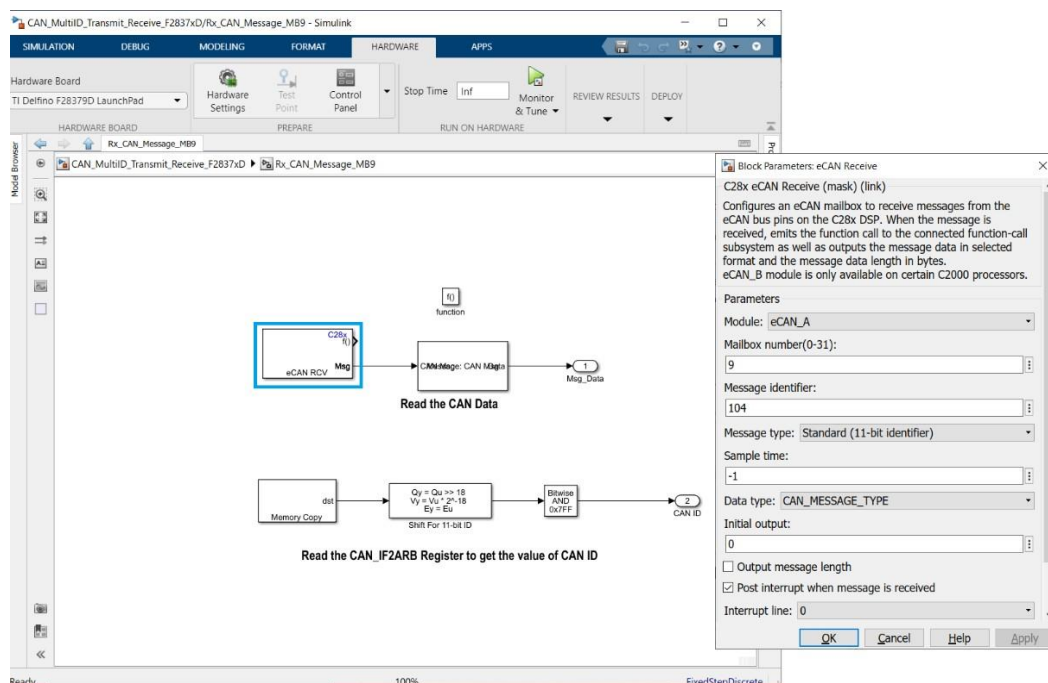 CAN_MultiID_Transmit_Receive_F2837xD/Rx_CAN_Message_MB9 - Simulink
SIMULATION DEBUG MODELING FORMAT HARDWARE APPS
Hardware Board
TI Delfino F28379D LaunchPad
Hardware Settings
Test Point
Control Panel
Stop Time Inf
Monitor & Tune
REVIEW RESULTS
DEPLOY
HARDWARE BOARD PREPARE RUN ON HARDWARE
Rx_CAN_Message_MB9
CAN_MultiID_Transmit_Receive_F2837xD Rx_CAN_Message_MB9
Model Browser
f()
function
C28x
f()
Msg
eCAN RCV
1
Msg_Data
Read the CAN Data
dst
Memory Copy
Qy = Qu >> 18
Vy = Vu * 2^-18
Ey = Eu
Shift For 11-bit ID
Bitwise
AND
0x7FF
2
CAN ID
Read the CAN_IF2ARB Register to get the value of CAN ID
Ready 100% FixedStepDiscrete
Block Parameters: eCAN Receive
C28x eCAN Receive (mask) (link)
Configures an eCAN mailbox to receive messages from the
eCAN bus pins on the C28x DSP. When the message is
received, emits the function call to the connected function-call
subsystem as well as outputs the message data in selected
format and the message data length in bytes.
eCAN_B module is only available on certain C2000 processors.
Parameters
Module: eCAN_A
Mailbox number(0-31):
9
Message identifier:
104
Message type: Standard (11-bit identifier)
Sample time:
-1
Data type: CAN_MESSAGE_TYPE
Initial output:
0
Output message length
Post interrupt when message is received
Interrupt line: 0
OK Cancel Help Apply